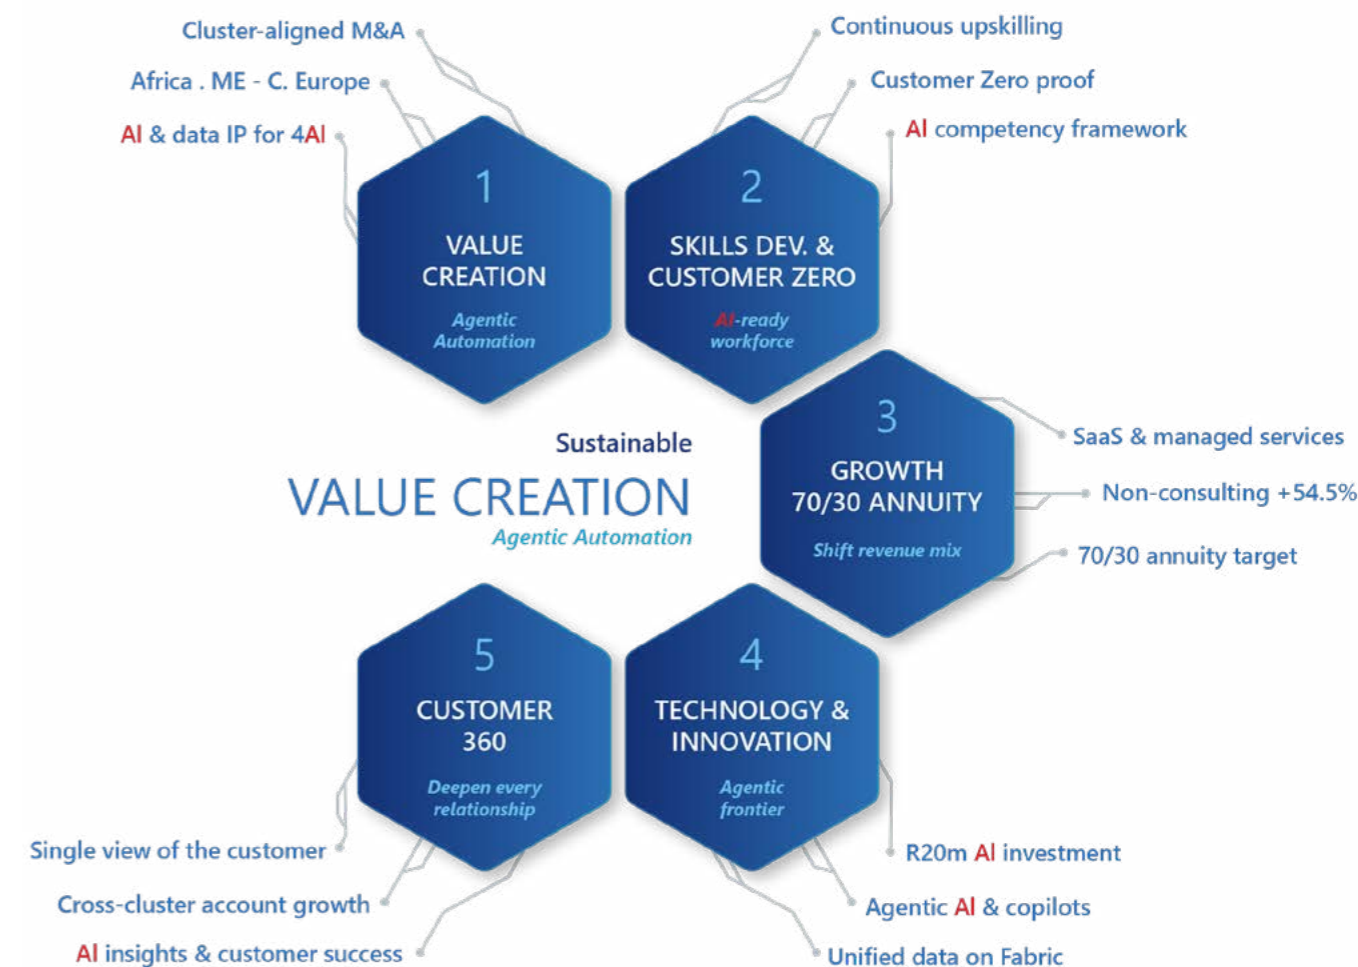 Cluster-aligned M&A
Africa . ME - C. Europe
AI & data IP for 4AI
1
VALUE
CREATION
Agentic
Automation
Continuous upskilling
Customer Zero proof
AI competency framework
2
SKILLS DEV. &
CUSTOMER ZERO
AI-ready
workforce
3
GROWTH
70/30 ANNUITY
Shift revenue mix
SaaS & managed services
Non-consulting +54.5%
70/30 annuity target
Sustainable
VALUE CREATION
Agentic Automation
4
TECHNOLOGY &
INNOVATION
Agentic
frontier
R20m AI investment
Agentic AI & copilots
Unified data on Fabric
5
CUSTOMER
360
Deepen every
relationship
Single view of the customer
Cross-cluster account growth
AI insights & customer success